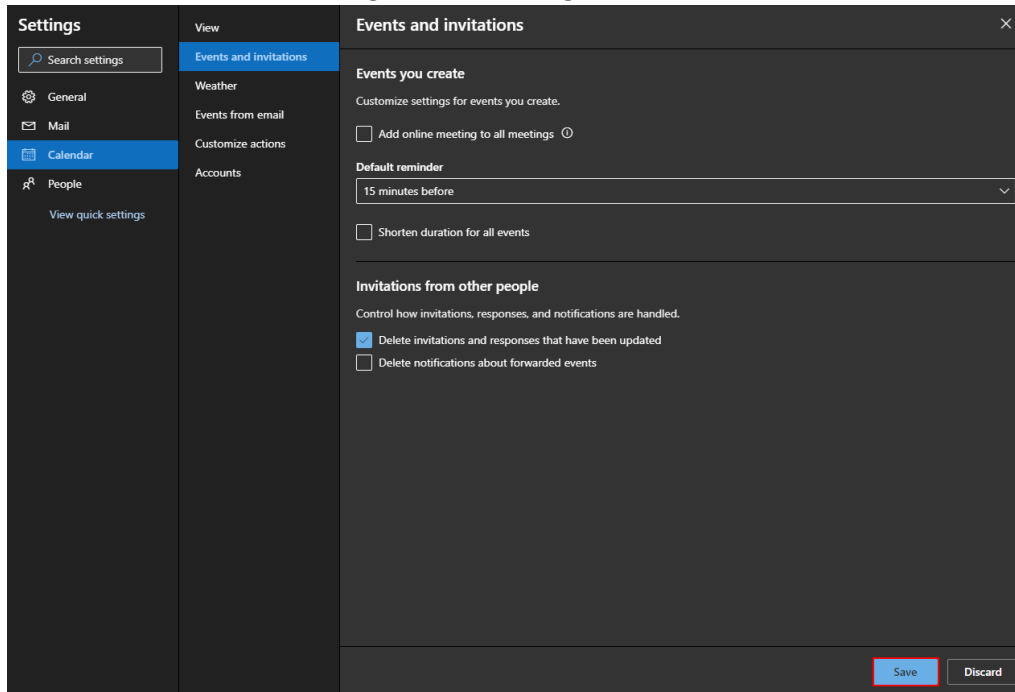 Settings
Search settings
General
Mail
Calendar
People
View quick settings
View
Events and invitations
Weather
Events from email
Customize actions
Accounts
Events and invitations
Events you create
Customize settings for events you create.
Add online meeting to all meetings
Default reminder
15 minutes before
Shorten duration for all events
Invitations from other people
Control how invitations, responses, and notifications are handled.
Delete invitations and responses that have been updated
Delete notifications about forwarded events
Save
Discard